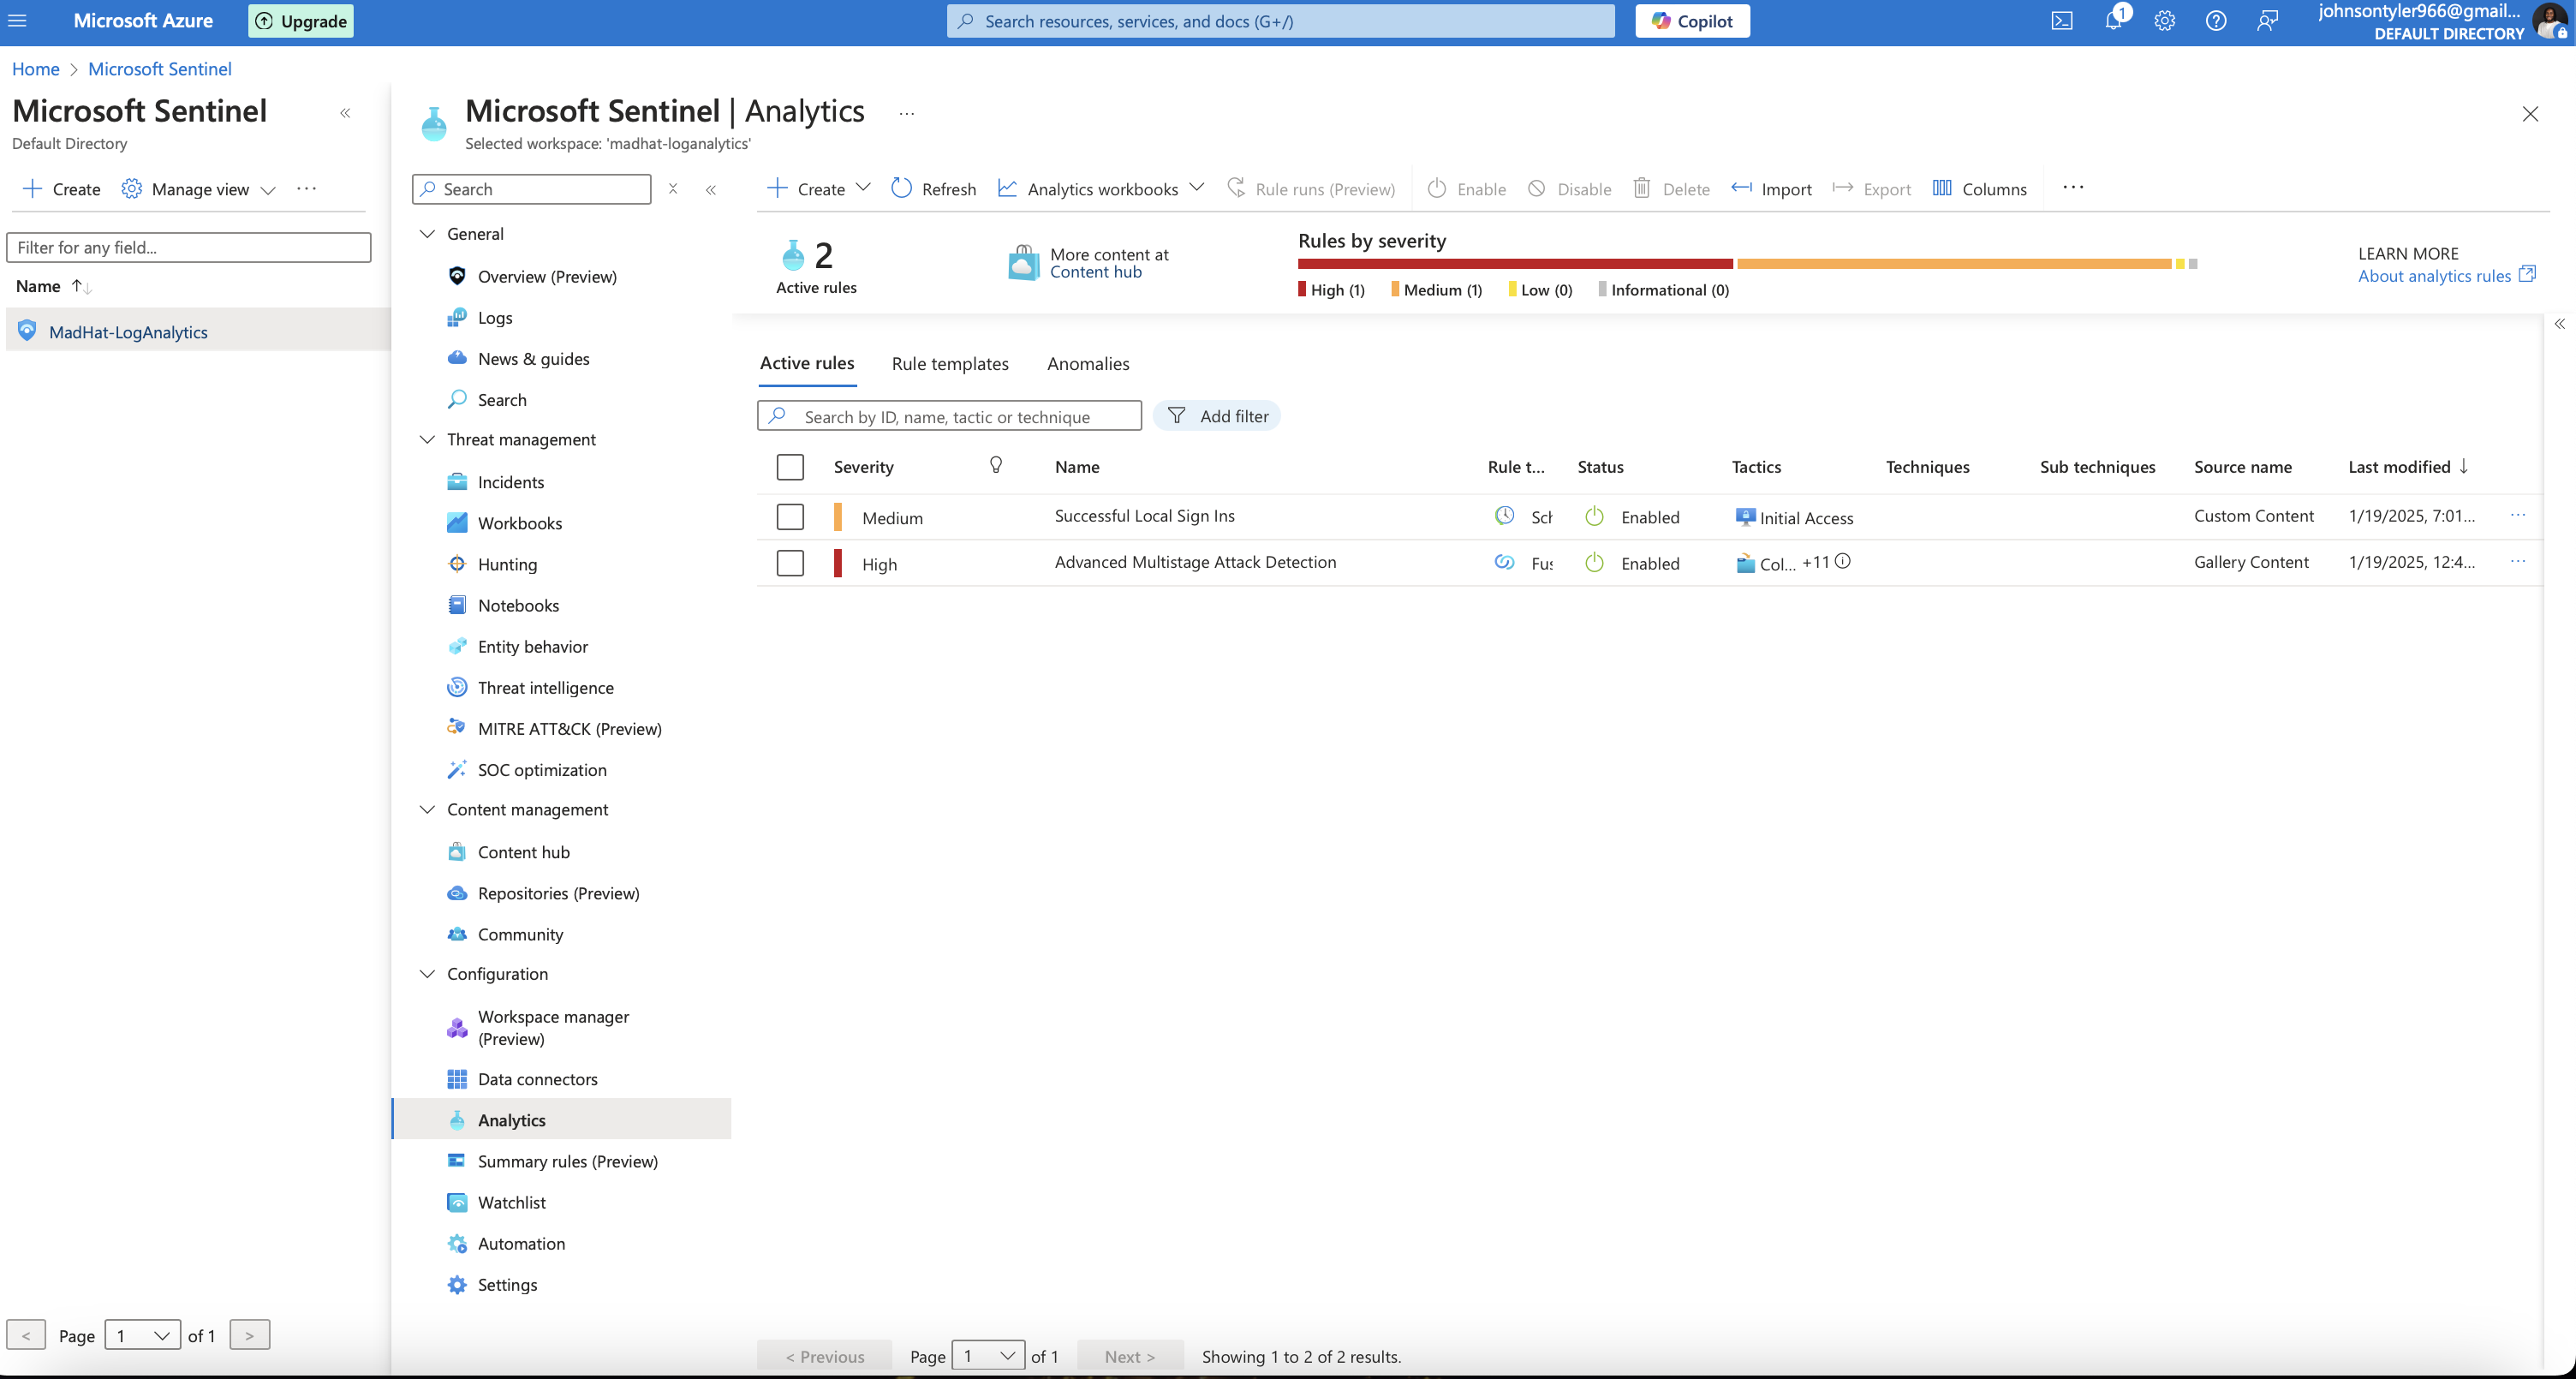 Microsoft Azure
Upgrade
Search resources, services, and docs (G+/)
Copilot
1
johnsontyler966@gmail...
DEFAULT DIRECTORY
Home > Microsoft Sentinel
Microsoft Sentinel
Default Directory
Create
Manage view
Filter for any field...
Name
MadHat-LogAnalytics
< Page 1 of 1 >
Microsoft Sentinel | Analytics
Selected workspace: 'madhat-loganalytics'
Search
General
Overview (Preview)
Logs
News & guides
Search
Threat management
Incidents
Workbooks
Hunting
Notebooks
Entity behavior
Threat intelligence
MITRE ATT&CK (Preview)
SOC optimization
Content management
Content hub
Repositories (Preview)
Community
Configuration
Workspace manager
(Preview)
Data connectors
Analytics
Summary rules (Preview)
Watchlist
Automation
Settings
Create
Refresh
Analytics workbooks
Rule runs (Preview)
Enable
Disable
Delete
Import
Export
Columns
2
Active rules
More content at
Content hub
Rules by severity
High (1) Medium (1) Low (0) Informational (0)
LEARN MORE
About analytics rules
Active rules Rule templates Anomalies
Search by ID, name, tactic or technique
Add filter
Severity Name Rule t... Status Tactics Techniques Sub techniques Source name Last modified
Medium Successful Local Sign Ins Sch Enabled Initial Access Custom Content 1/19/2025, 7:01... ...
High Advanced Multistage Attack Detection Fus Enabled Col... +11 Gallery Content 1/19/2025, 12:4... ...
< Previous Page 1 of 1 Next > Showing 1 to 2 of 2 results.